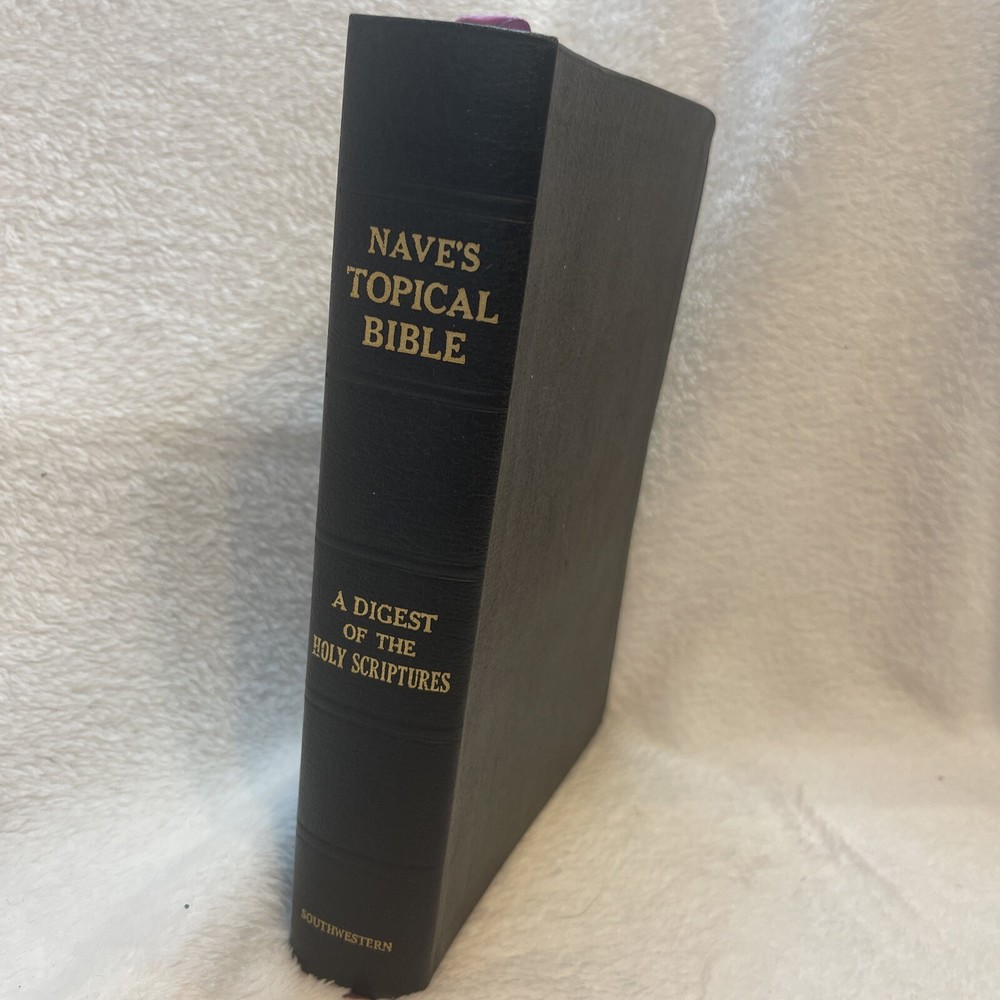 NAVE'S
TOPICAL
BIBLE
A DIGEST
OF THE
HOLY SCRIPTURES
SOUTHWESTERN